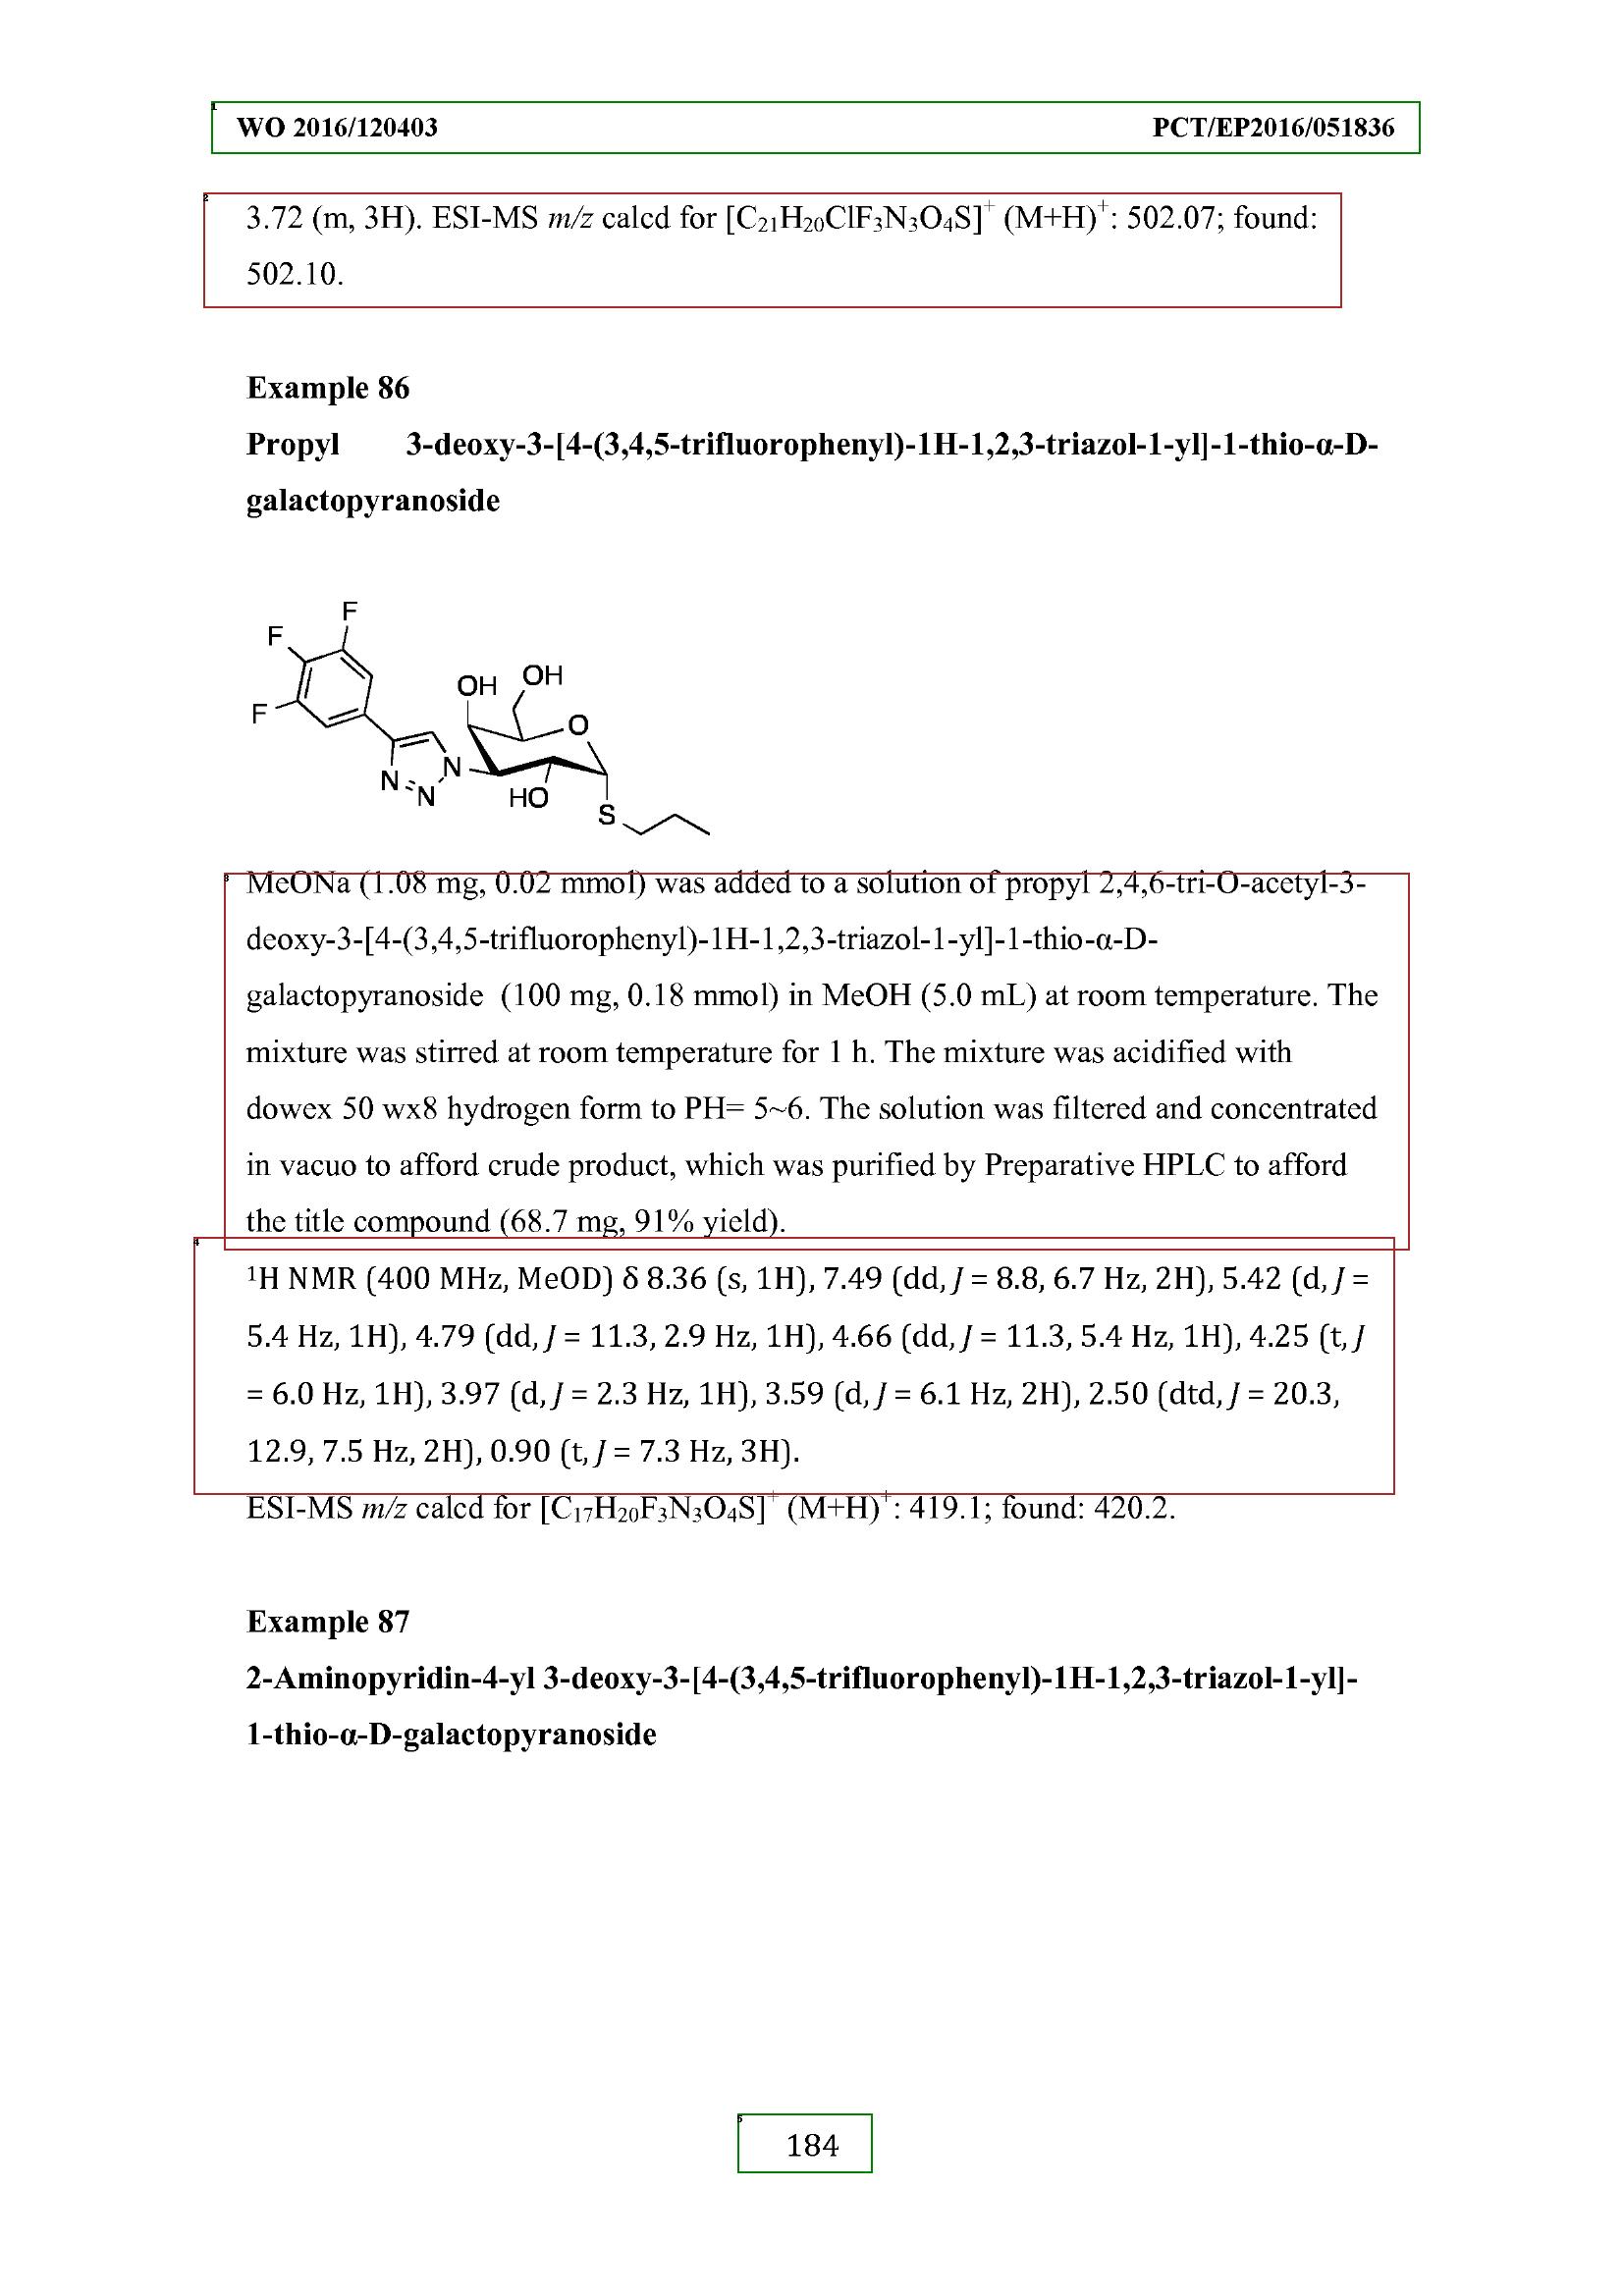 WO 2016/120403 PCT/EP2016/051836
3.72 (m, 3H). ESI-MS m/z calcd for [C₂₁H₂₀ClF₃N₃O₄S]⁺ (M+H)⁺: 502.07; found:
502.10.
Example 86
Propyl 3-deoxy-3-[4-(3,4,5-trifluorophenyl)-1H-1,2,3-triazol-1-yl]-1-thio-α-D-
galactopyranoside
F
F
OH
OH
F
O
N
N
N
HO
S
MeONa (1.08 mg, 0.02 mmol) was added to a solution of propyl 2,4,6-tri-O-acetyl-3-
deoxy-3-[4-(3,4,5-trifluorophenyl)-1H-1,2,3-triazol-1-yl]-1-thio-α-D-
galactopyranoside (100 mg, 0.18 mmol) in MeOH (5.0 mL) at room temperature. The
mixture was stirred at room temperature for 1 h. The mixture was acidified with
dowex 50 wx8 hydrogen form to PH= 5~6. The solution was filtered and concentrated
in vacuo to afford crude product, which was purified by Preparative HPLC to afford
the title compound (68.7 mg, 91% yield).
¹H NMR (400 MHz, MeOD) δ 8.36 (s, 1H), 7.49 (dd, J = 8.8, 6.7 Hz, 2H), 5.42 (d, J =
5.4 Hz, 1H), 4.79 (dd, J = 11.3, 2.9 Hz, 1H), 4.66 (dd, J = 11.3, 5.4 Hz, 1H), 4.25 (t, J
= 6.0 Hz, 1H), 3.97 (d, J = 2.3 Hz, 1H), 3.59 (d, J = 6.1 Hz, 2H), 2.50 (dtd, J = 20.3,
12.9, 7.5 Hz, 2H), 0.90 (t, J = 7.3 Hz, 3H).
ESI-MS m/z calcd for [C₁₇H₂₀F₃N₃O₄S]⁺ (M+H)⁺: 419.1; found: 420.2.
Example 87
2-Aminopyridin-4-yl 3-deoxy-3-[4-(3,4,5-trifluorophenyl)-1H-1,2,3-triazol-1-yl]-
1-thio-α-D-galactopyranoside
184